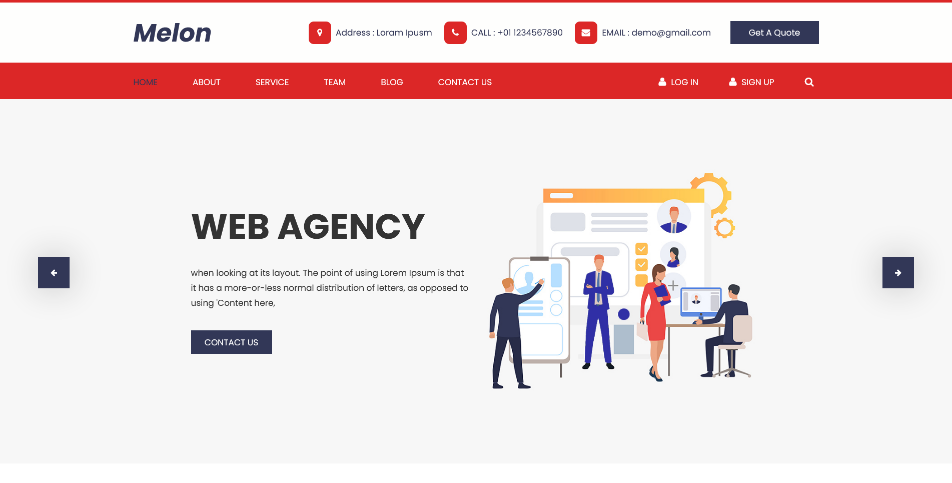 Melon
Address : Loram Ipusm
CALL : +01 1234567890
EMAIL : demo@gmail.com
Get A Quote
HOME
ABOUT
SERVICE
TEAM
BLOG
CONTACT US
LOG IN
SIGN UP
WEB AGENCY
when looking at its layout. The point of using Lorem Ipsum is that
it has a more-or-less normal distribution of letters, as opposed to
using 'Content here,
CONTACT US